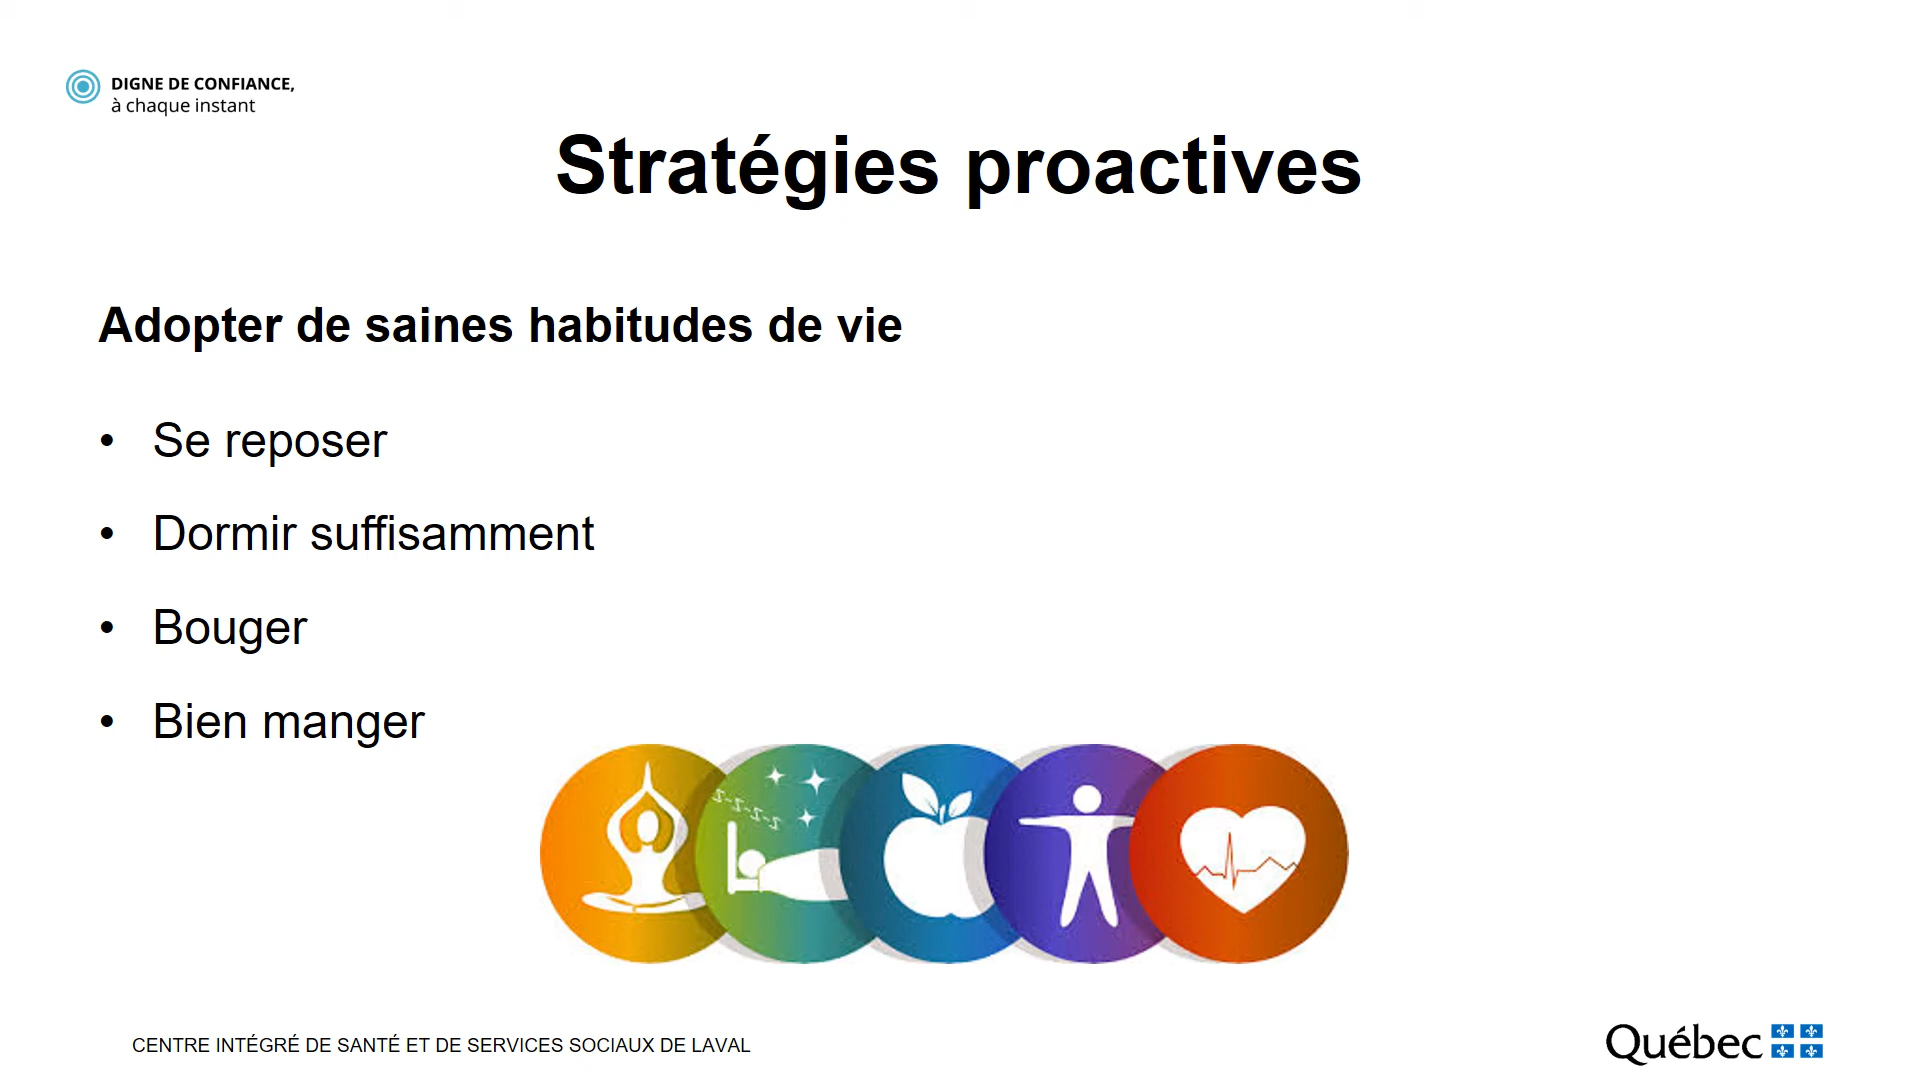 DIGNE DE CONFIANCE,
à chaque instant
Stratégies proactives
Adopter de saines habitudes de vie
• Se reposer
• Dormir suffisamment
• Bouger
• Bien manger
z-z-z-z
CENTRE INTÉGRÉ DE SANTÉ ET DE SERVICES SOCIAUX DE LAVAL
Québec